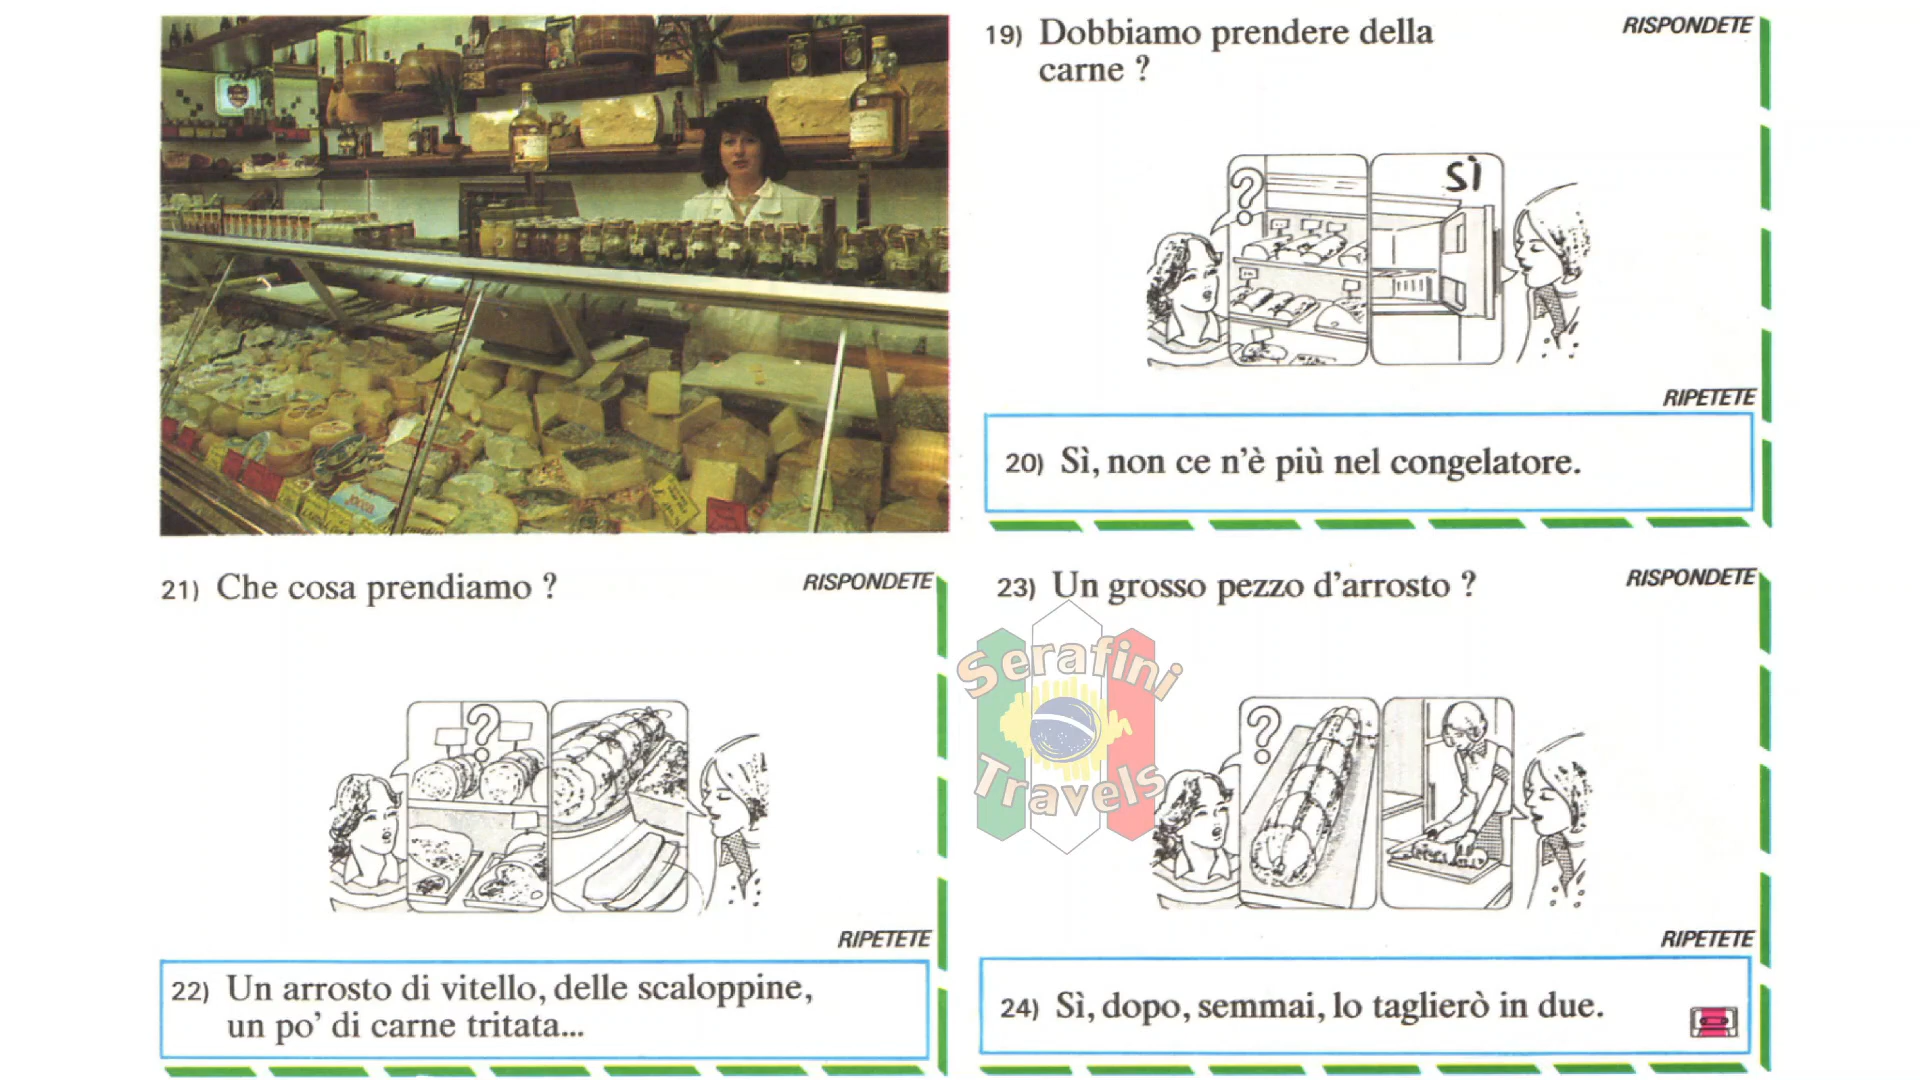 19) Dobbiamo prendere della
carne ?
RISPONDETE
SÌ
?
RIPETETE
20) Sì, non ce n'è più nel congelatore.
21) Che cosa prendiamo ?
RISPONDETE
?
RIPETETE
22) Un arrosto di vitello, delle scaloppine,
un po' di carne tritata...
23) Un grosso pezzo d'arrosto ?
RISPONDETE
Serafini
Travels
?
RIPETETE
24) Sì, dopo, semmai, lo taglierò in due.